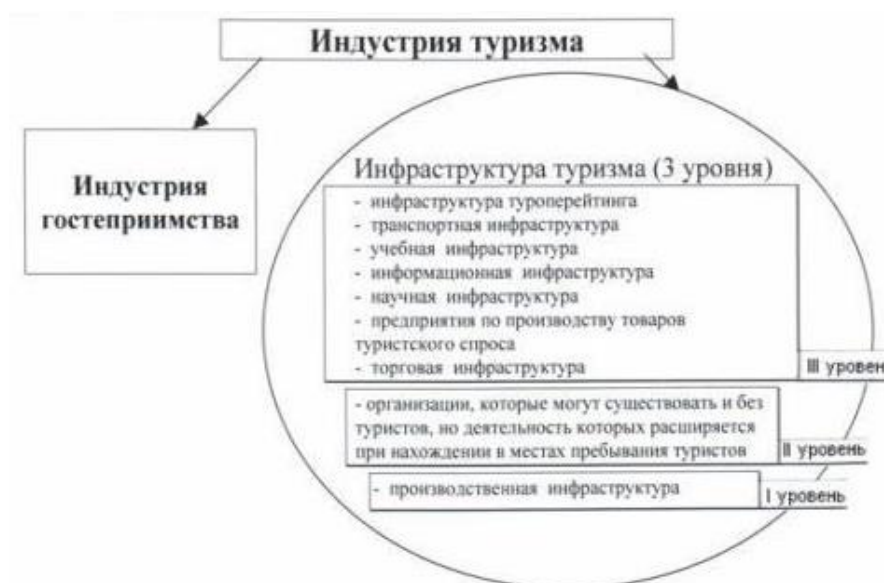 Индустрия туризма
Индустрия
гостеприимства
Инфраструктура туризма (3 уровня)
- инфраструктура туроперейтинга
- транспортная инфраструктура
- учебная инфраструктура
- информационная инфраструктура
- научная инфраструктура
- предприятия по производству товаров
туристского спроса
- торговая инфраструктура
III уровень
- организации, которые могут существовать и без
туристов, но деятельность которых расширяется
при нахождении в местах пребывания туристов
II уровень
- производственная инфраструктура
I уровень